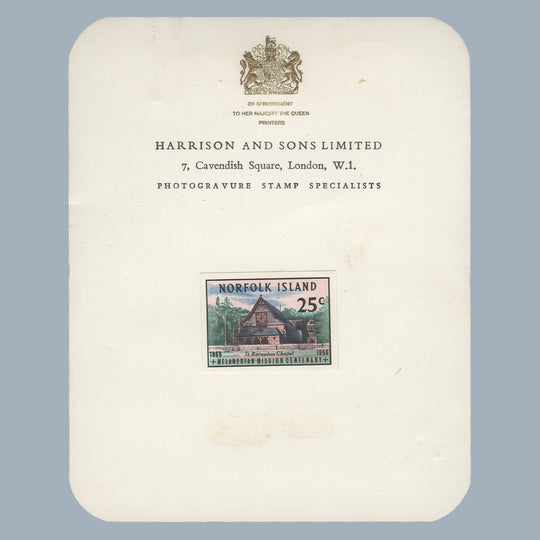 BY APPOINTMENT
TO HER MAJESTY THE QUEEN
PRINTERS
HARRISON AND SONS LIMITED
7, Cavendish Square, London, W.1.
PHOTOGRAVURE STAMP SPECIALISTS
NORFOLK ISLAND
25c
1866 St Barnabas Chapel 1966
+ MELANESIAN MISSION CENTENARY +